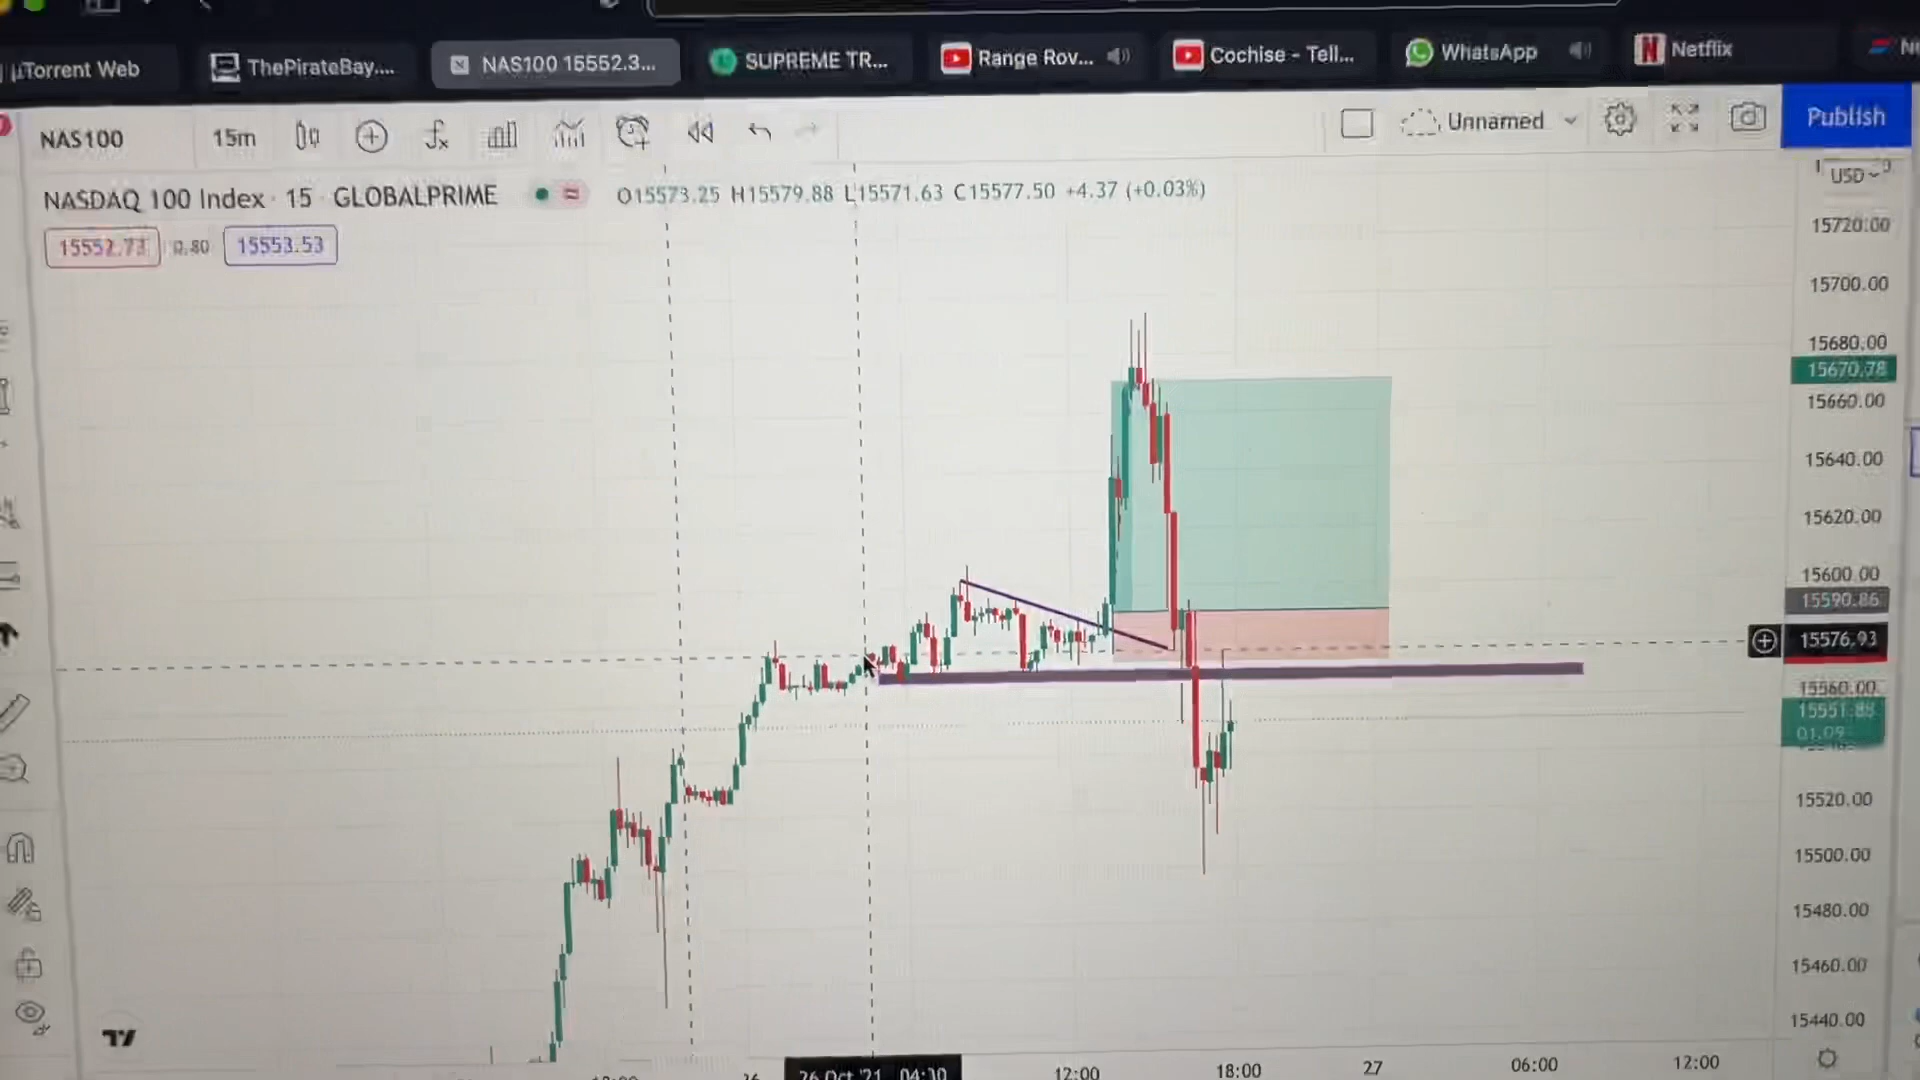 µTorrent Web
ThePirateBay....
NAS100 15552.3...
SUPREME TR...
Range Rov...
Cochise - Tell...
WhatsApp
Netflix
NAS100
15m
Unnamed
Publish
NASDAQ 100 Index · 15 · GLOBALPRIME
O15573.25 H15579.88 L15571.63 C15577.50 +4.37 (+0.03%)
15552.73
0.80
15553.53
USD
15720.00
15700.00
15680.00
15670.78
15660.00
15640.00
15620.00
15600.00
15590.86
15576.93
15560.00
15551.88
01:09
15520.00
15500.00
15480.00
15460.00
15440.00
26 Oct '21 04:30
12:00
18:00
27
06:00
12:00